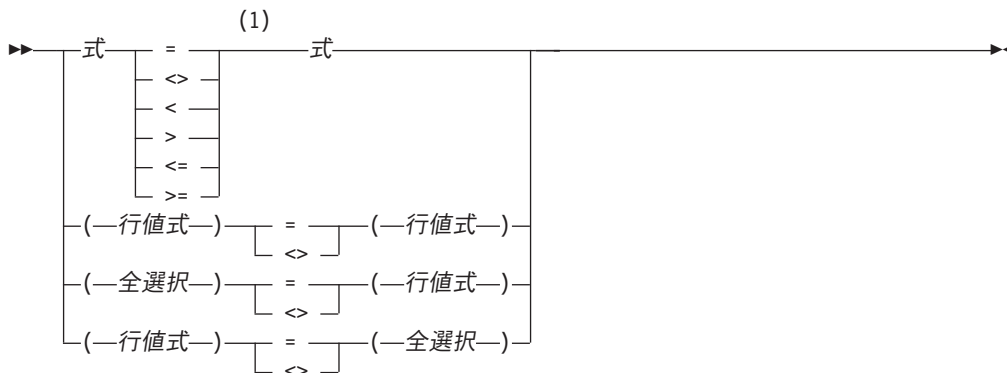 (1)
式 = 式
<>
<
>
<=
>=
(行値式) = (行値式)
<>
(全選択) = (行値式)
<>
(行値式) = (全選択)
<>